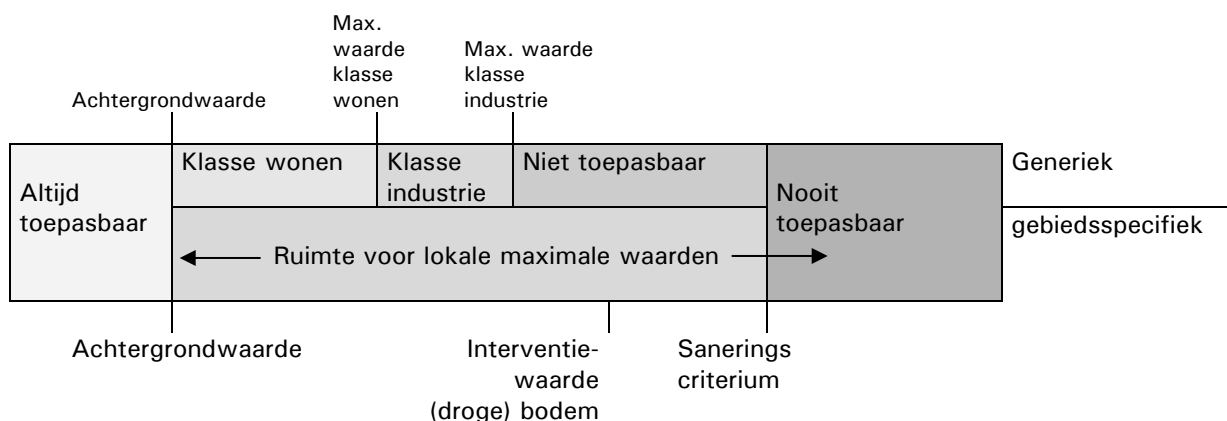 Max.
waarde
klasse
wonen
Max. waarde
klasse
industrie
Achtergrondwaarde
Altijd
toepasbaar
Klasse wonen
Klasse
industrie
Niet toepasbaar
Nooit
toepasbaar
Generiek
gebiedsspecifiek
Ruimte voor lokale maximale waarden
Achtergrondwaarde
Interventie-
waarde
(droge) bodem
Sanerings
criterium